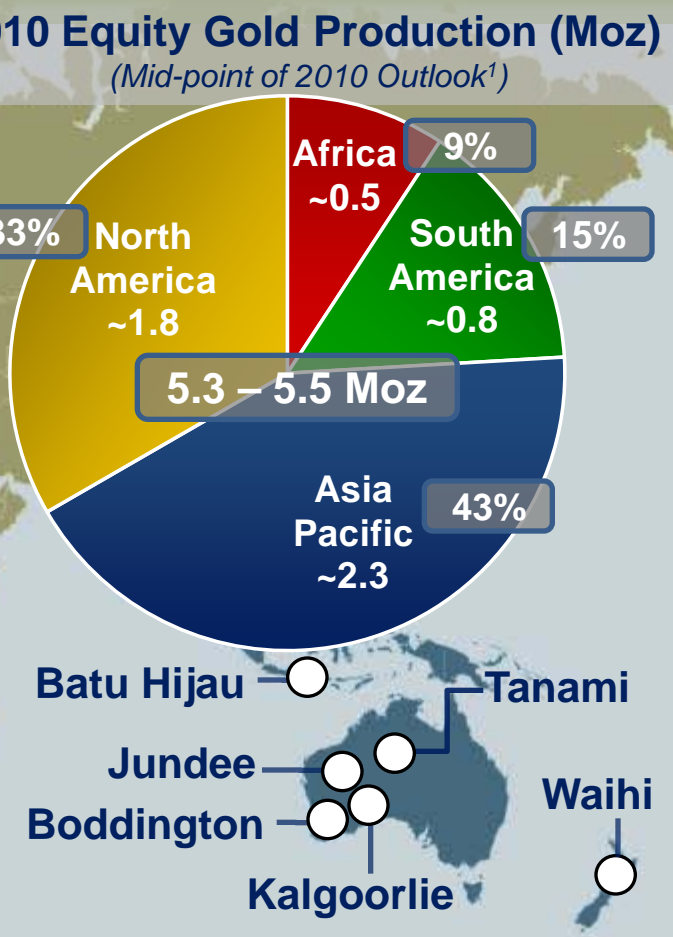 10 Equity Gold Production (Moz)
(Mid-point of 2010 Outlook¹)
Africa
~0.5
9%
South
America
~0.8
15%
33%
North
America
~1.8
5.3 – 5.5 Moz
Asia
Pacific
~2.3
43%
Batu Hijau
Tanami
Jundee
Waihi
Boddington
Kalgoorlie